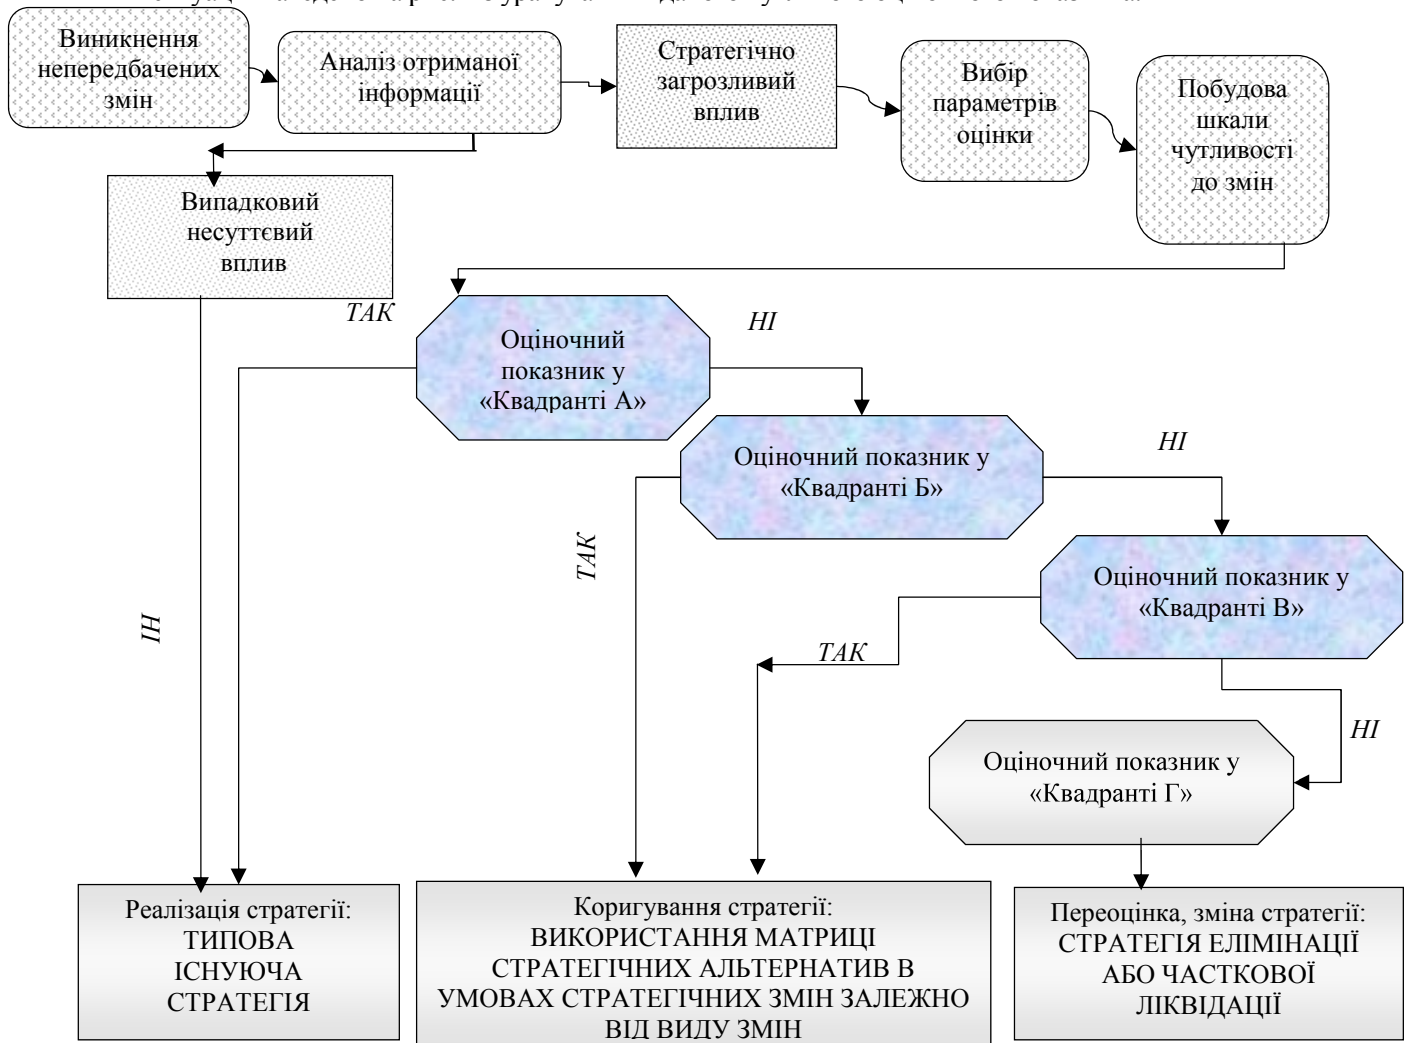 Виникнення
непередбачених
змін
Аналіз отриманої
інформації
Стратегічно
загрозливий
вплив
Вибір
параметрів
оцінки
Побудова
шкали
чутливості
до змін
Випадковий
несуттєвий
вплив
ТАК
Оціночний
показник у
«Квадранті А»
НІ
Оціночний показник у
«Квадранті Б»
НІ
ТАК
Оціночний показник у
«Квадранті В»
ІН
ТАК
НІ
Оціночний показник у
«Квадранті Г»
Реалізація стратегії:
ТИПОВА
ІСНУЮЧА
СТРАТЕГІЯ
Коригування стратегії:
ВИКОРИСТАННЯ МАТРИЦІ
СТРАТЕГІЧНИХ АЛЬТЕРНАТИВ В
УМОВАХ СТРАТЕГІЧНИХ ЗМІН ЗАЛЕЖНО
ВІД ВИДУ ЗМІН
Переоцінка, зміна стратегії:
СТРАТЕГІЯ ЕЛІМІНАЦІЇ
АБО ЧАСТКОВОЇ
ЛІКВІДАЦІЇ